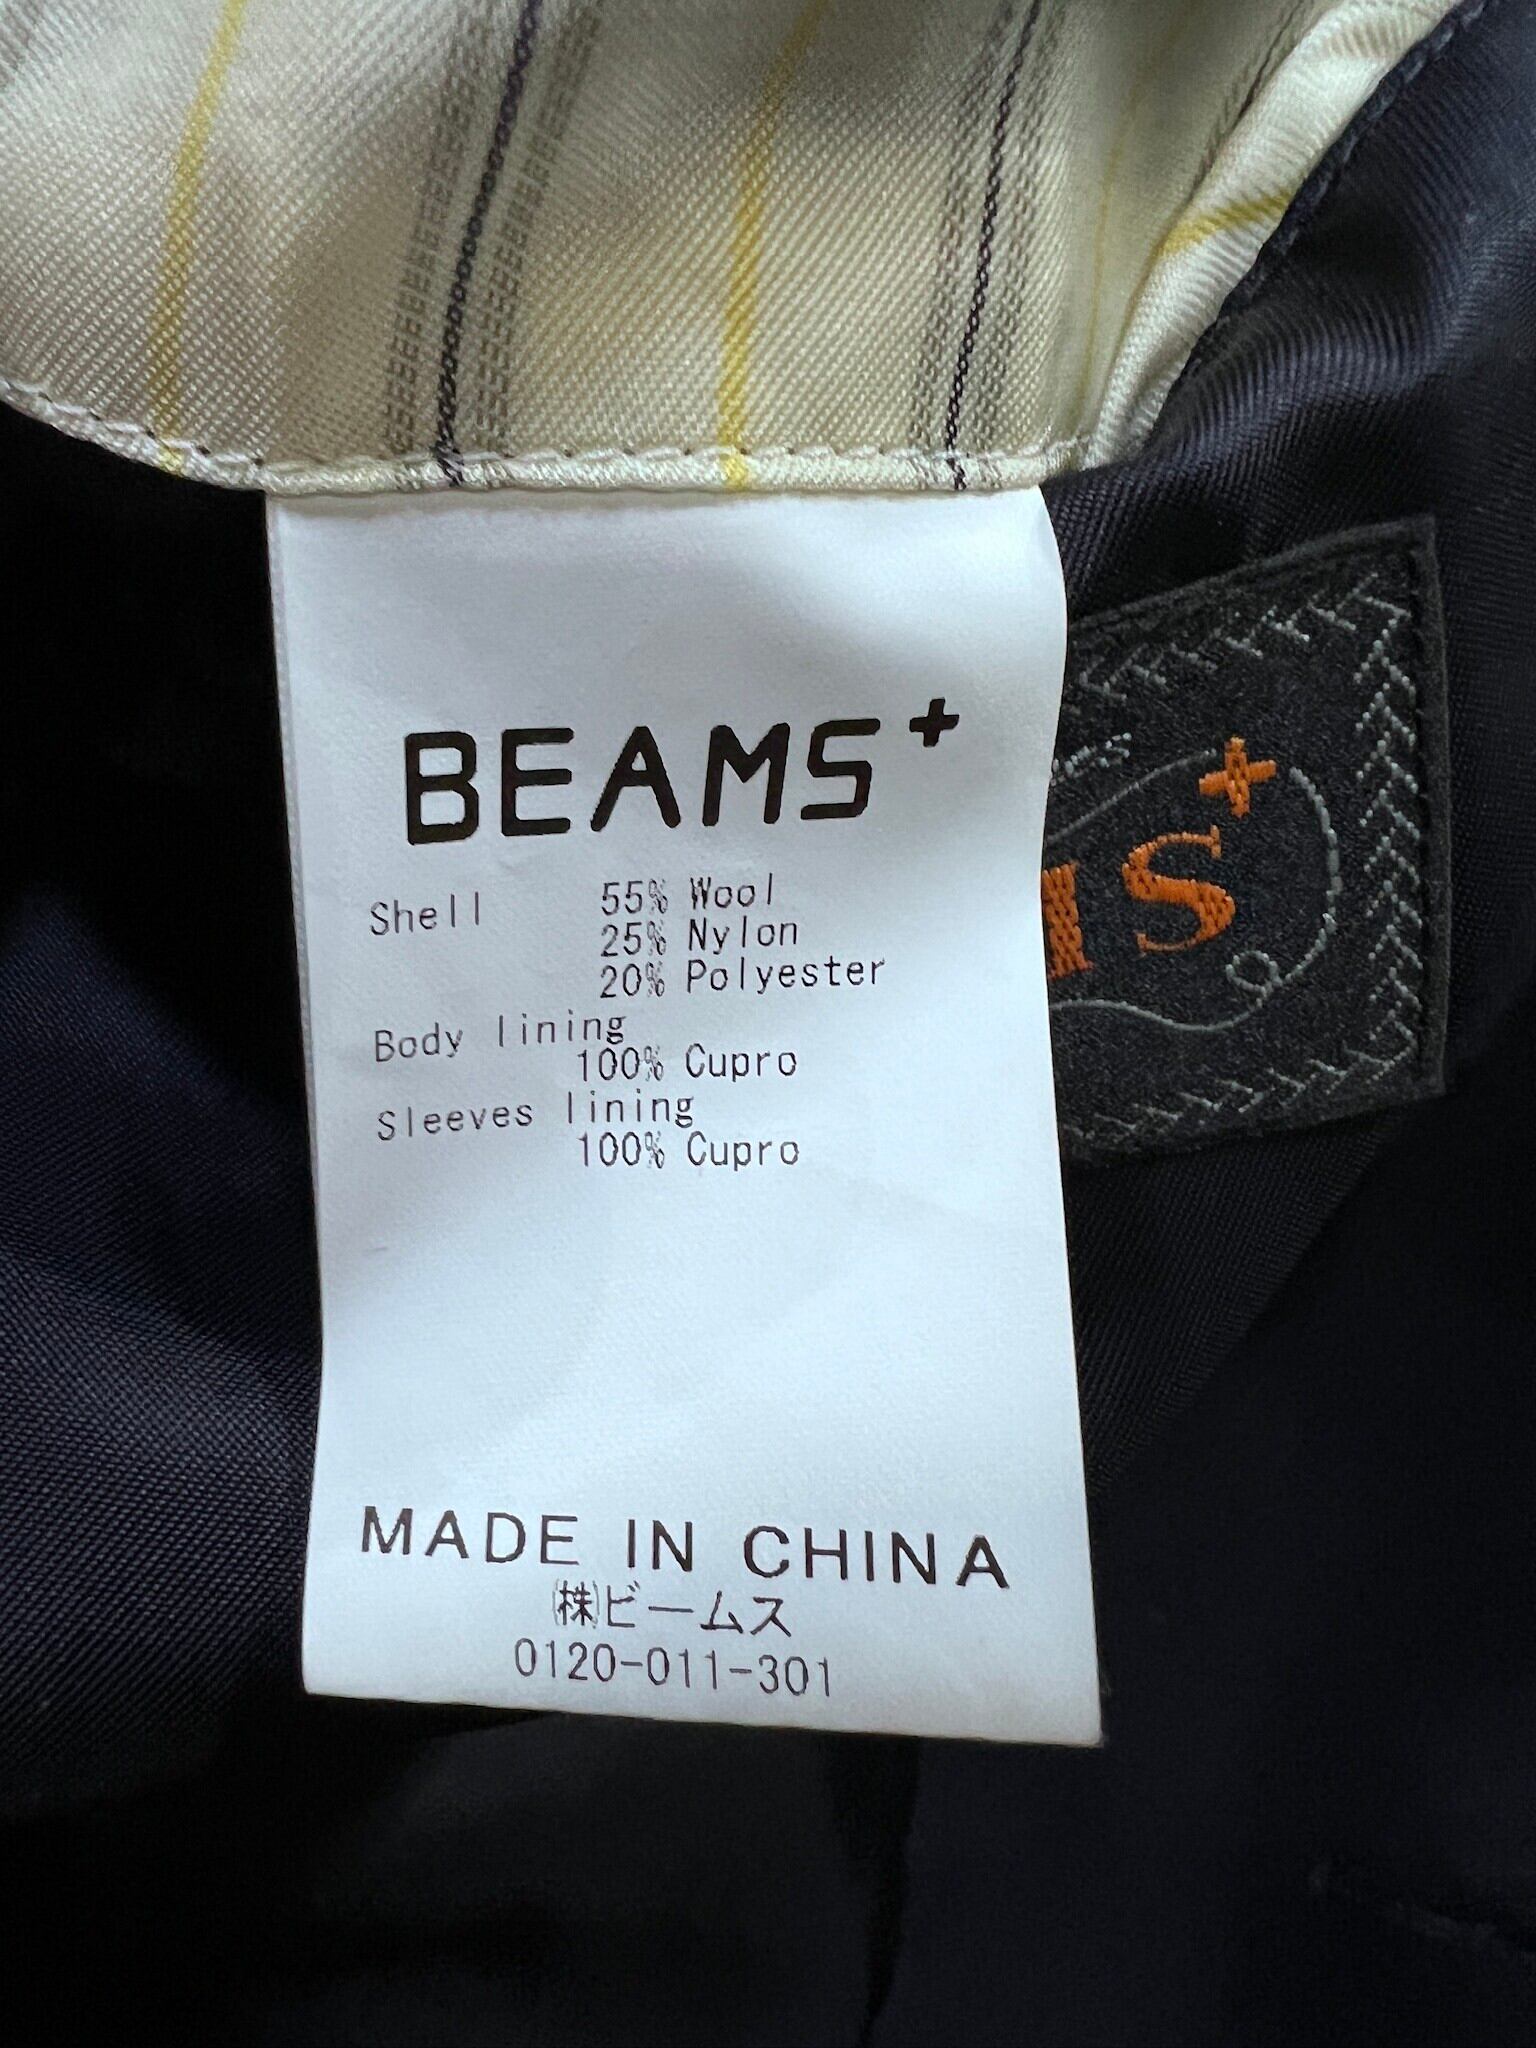 BEAMS+
Shell 55% Wool
25% Nylon
20% Polyester
Body lining
100% Cupro
Sleeves lining
100% Cupro
MADE IN CHINA
㈱ビームス
0120-011-301
MS+